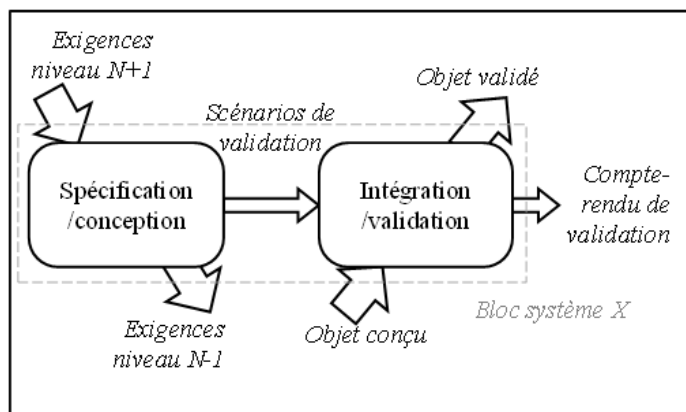 Exigences
niveau N+1
Objet validé
Scénarios de
validation
Spécification
/conception
Intégration
/validation
Compte-
rendu de
validation
Exigences
niveau N-1
Objet conçu
Bloc système X